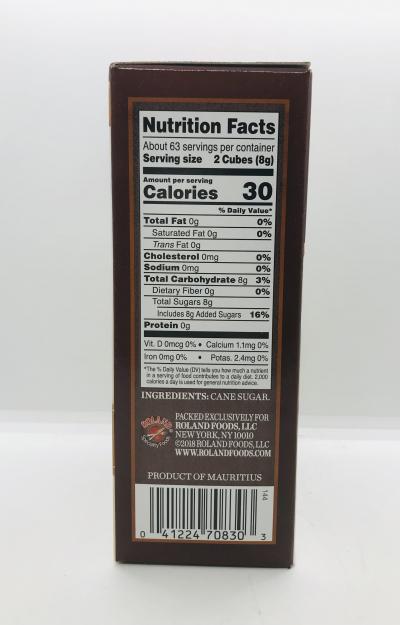 Nutrition Facts
About 63 servings per container
Serving size 2 Cubes (8g)
Amount per serving
Calories 30
% Daily Value*
Total Fat 0g 0%
Saturated Fat 0g 0%
Trans Fat 0g
Cholesterol 0mg 0%
Sodium 0mg 0%
Total Carbohydrate 8g 3%
Dietary Fiber 0g 0%
Total Sugars 8g
Includes 8g Added Sugars 16%
Protein 0g
Vit. D 0mcg 0% • Calcium 1.1mg 0%
Iron 0mg 0% • Potas. 2.4mg 0%
*The % Daily Value (DV) tells you how much a nutrient
in a serving of food contributes to a daily diet. 2,000
calories a day is used for general nutrition advice.
INGREDIENTS: CANE SUGAR.
ROLAND®
Specialty Foods
PACKED EXCLUSIVELY FOR
ROLAND FOODS, LLC
NEW YORK, NY 10010
©2018 ROLAND FOODS, LLC
WWW.ROLANDFOODS.COM
PRODUCT OF MAURITIUS
144
0 41224 70830 3